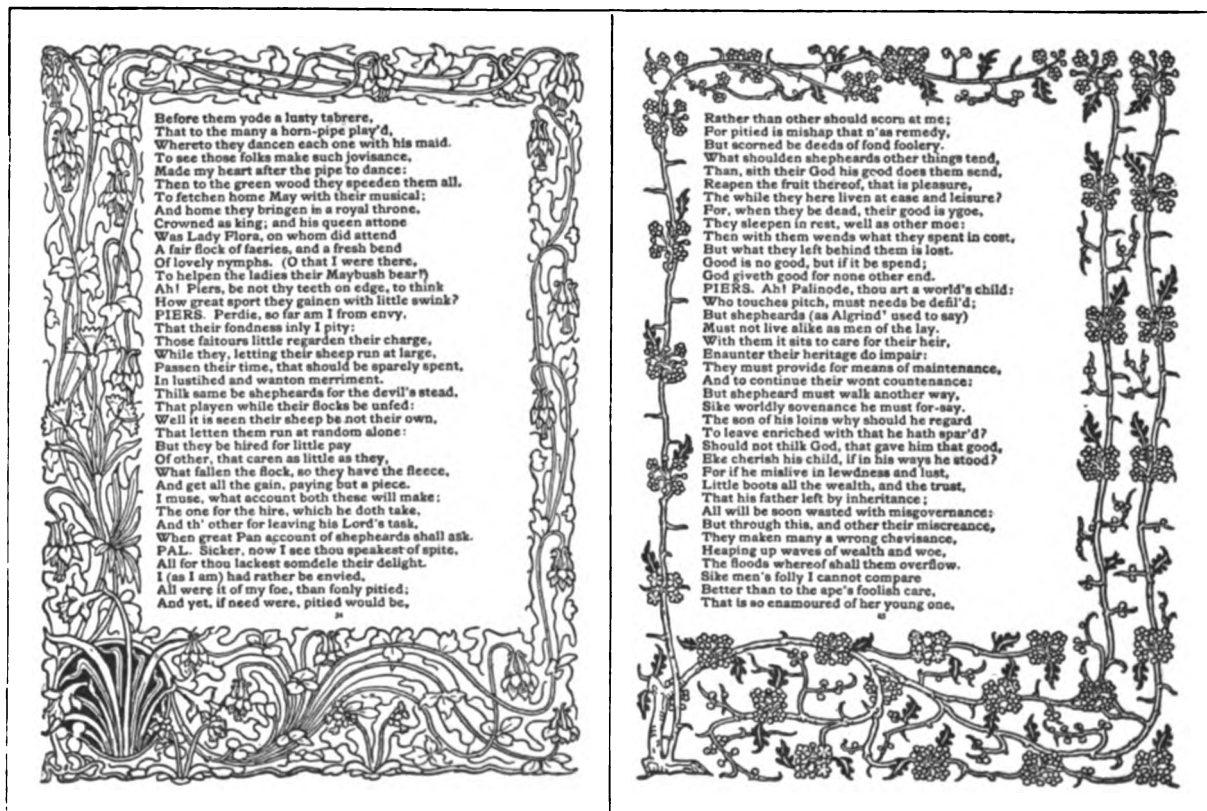 Before them yode a lusty tabrere,
That to the many a horn-pipe play'd,
Whereto they dancen each one with his maid.
To see those folks make such jovisance,
Made my heart after the pipe to dance:
Then to the green wood they speeden them all,
To fetchen home May with their musical;
And home they bringen in a royal throne,
Crowned as king; and his queen attone
Was Lady Flora, on whom did attend
A fair flock of faeries, and a fresh bend
Of lovely nymphs. (O that I were there,
To helpen the ladies their Maybush bear!)
Ah! Piers, be not thy teeth on edge, to think
How great sport they gainen with little swink?
PIERS. Perdie, so far am I from envy,
That their fondness inly I pity:
Those faitours little regarden their charge,
While they, letting their sheep run at large,
Passen their time, that should be sparely spent,
In lustihed and wanton merriment.
Thilk same be shepheards for the devil's stead,
That playen while their flocks be unfed:
Well it is seen their sheep be not their own,
That letten them run at random alone:
But they be hired for little pay
Of other, that caren as little as they,
What fallen the flock, so they have the fleece,
And get all the gain, paying but a piece.
I muse, what account both these will make;
The one for the hire, which be doth take,
And th' other for leaving his Lord's task,
When great Pan account of shepheards shall ask.
PAL. Sicker, now I see thou speakest of spite,
All for thou lackest somdele their delight.
I (as I am) had rather be envied,
All were it of my foe, than fonly pitied;
And yet, if need were, pitied would be,
Rather than other should scorn at me;
For pitied is mishap that n'as remedy,
But scorned be deeds of fond foolery.
What shoulden shepheards other things tend,
Than, sith their God his good does them send,
Reapen the fruit thereof, that is pleasure,
The while they here liven at ease and leisure?
For, when they be dead, their good is ygoe,
They sleepen in rest, well as other moe:
Then with them wends what they spent in cost,
But what they left behind them is lost.
Good is no good, but if it be spend;
God giveth good for none other end.
PIERS. Ah! Palinode, thou art a world's child:
Who touches pitch, must needs be defil'd;
But shepheards (as Algrind' used to say)
Must not live alike as men of the lay.
With them it sits to care for their heir,
Enaunter their heritage do impair:
They must provide for means of maintenance,
And to continue their wont countenance:
But shepheard must walk another way,
Sike worldly sovenance he must for-say.
The son of his loins why should he regard
To leave enriched with that he hath spar'd?
Should not thilk God, that gave him that good,
Eke cherish his child, if in his ways he stood?
For if he mislive in lewdness and lust,
Little boots all the wealth, and the trust,
That his father left by inheritance;
All will be soon wasted with misgovernance:
But through this, and other their miscreance,
They maken many a wrong chevisance,
Heaping up waves of wealth and woe,
The floods whereof shall them overflow.
Sike men's folly I cannot compare
Better than to the ape's foolish care,
That is so enamoured of her young one,